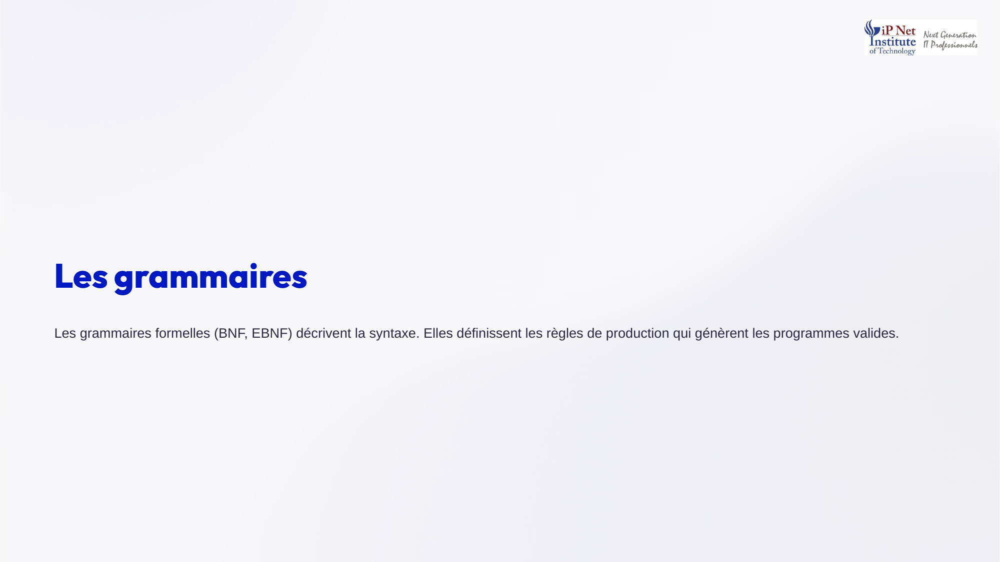 iP Net
Institute
of Technology
Next Generation
IT Professionnels
Les grammaires
Les grammaires formelles (BNF, EBNF) décrivent la syntaxe. Elles définissent les règles de production qui génèrent les programmes valides.